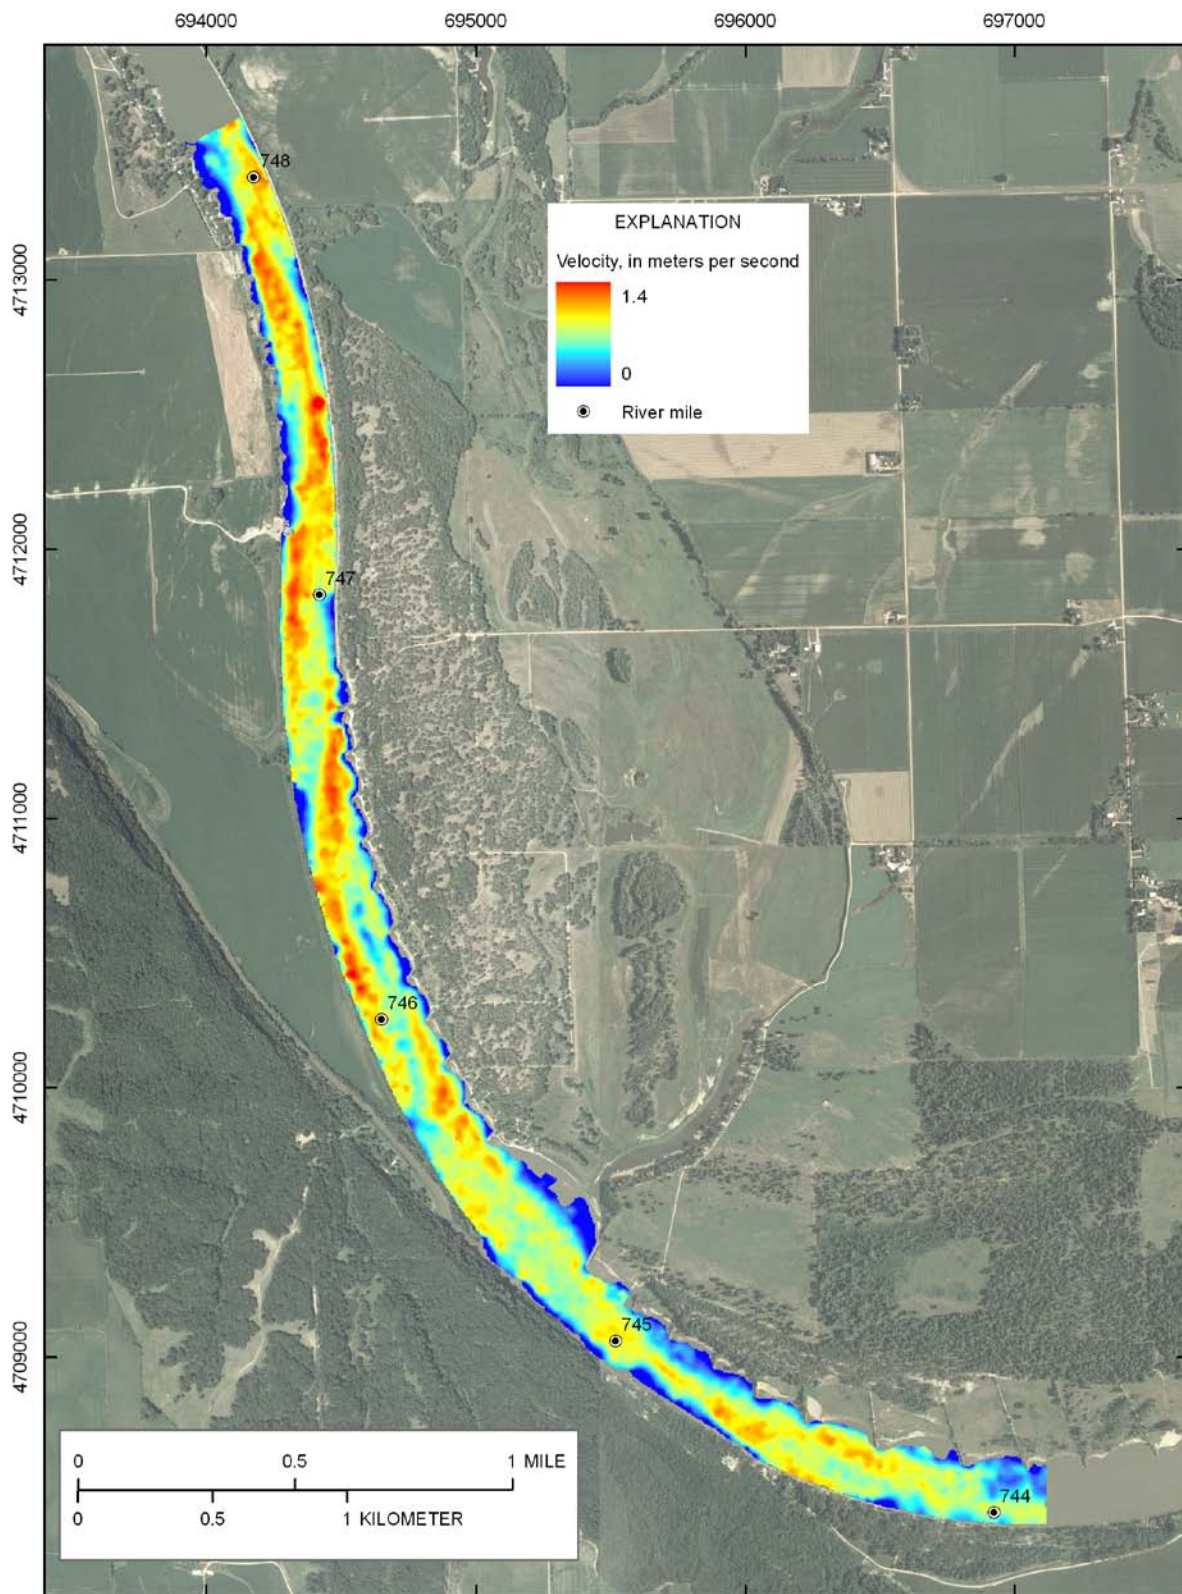 694000 695000 696000 697000
748
EXPLANATION
Velocity, in meters per second
1.4
0
River mile
4713000
4712000
747
4711000
746
4710000
745
4709000
0 0.5 1 MILE
0 0.5 1 KILOMETER
744